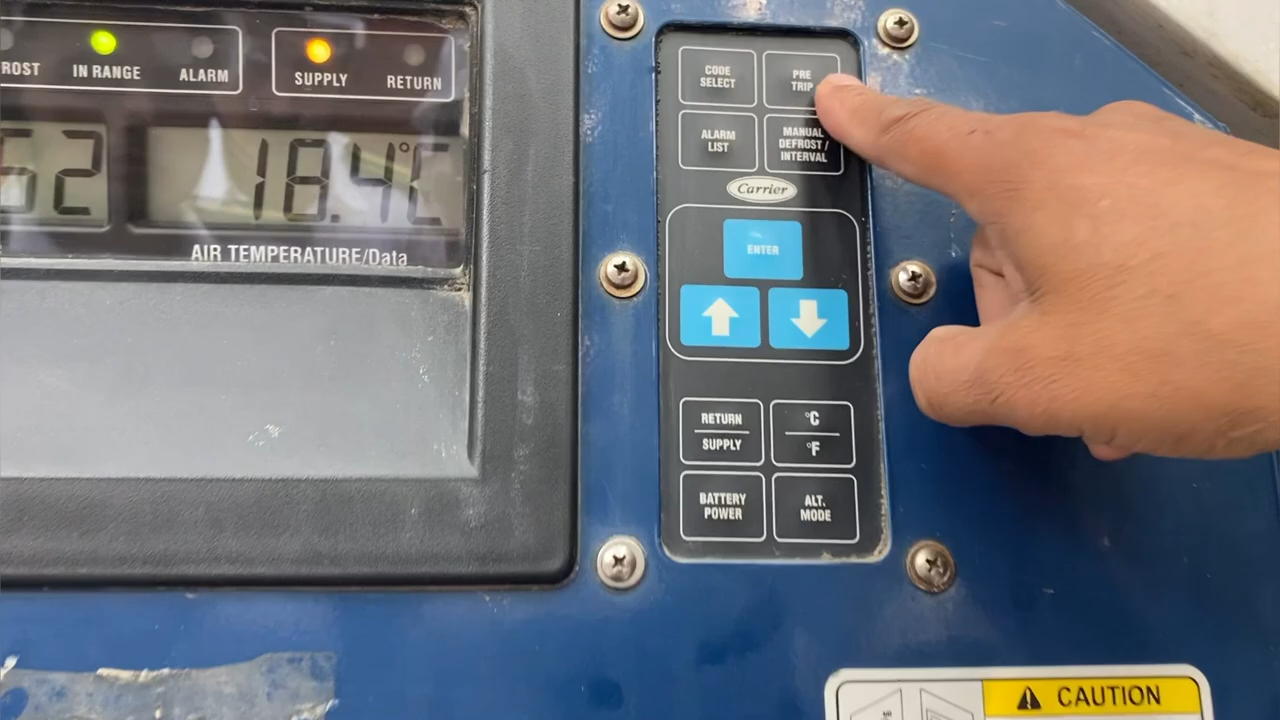 ROST IN RANGE ALARM
SUPPLY RETURN
52
18.4°C
AIR TEMPERATURE/Data
CODE
SELECT
PRE
TRIP
ALARM
LIST
MANUAL
DEFROST /
INTERVAL
Carrier
ENTER
RETURN
SUPPLY
°C
°F
BATTERY
POWER
ALT.
MODE
CAUTION